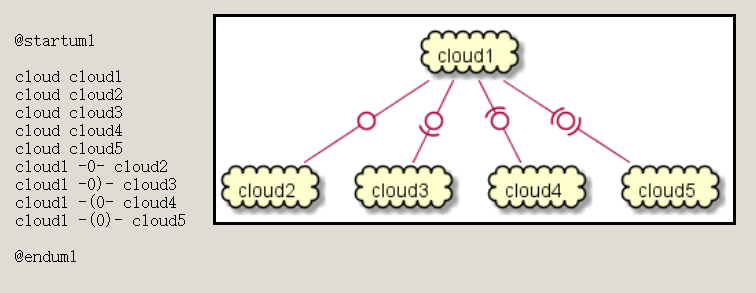 @startuml
cloud cloud1
cloud cloud2
cloud cloud3
cloud cloud4
cloud cloud5
cloud1 -0- cloud2
cloud1 -0)- cloud3
cloud1 -(0- cloud4
cloud1 -(0)- cloud5
@enduml
cloud1
cloud2 cloud3 cloud4 cloud5